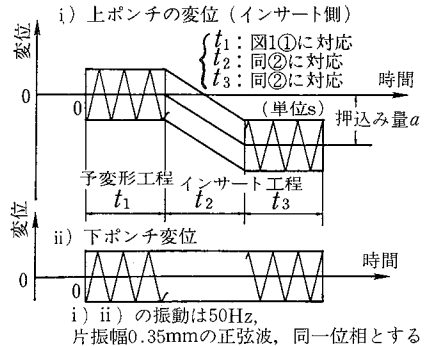 i）上ポンチの変位（インサート側）
変位
t1：図1①に対応
t2：同②に対応
t3：同②に対応
時間
0
0
（単位s）
押込み量a
予変形工程
インサート工程
t1
t2
t3
変位
ii）下ポンチ変位
時間
0
0
i）ii）の振動は50Hz，
片振幅0.35mmの正弦波，同一位相とする